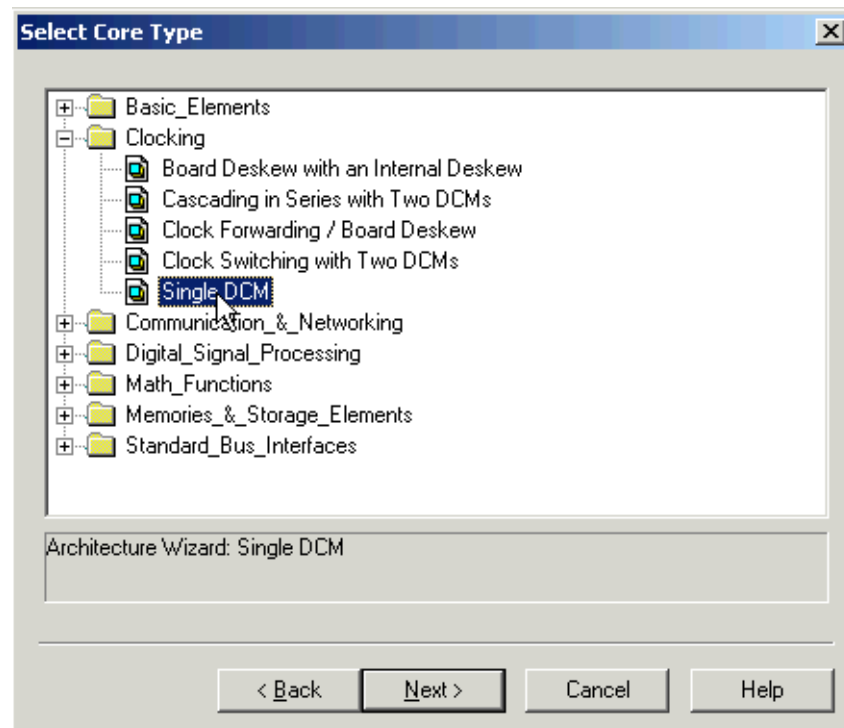 Select Core Type
Basic_Elements
Clocking
Board Deskew with an Internal Deskew
Cascading in Series with Two DCMs
Clock Forwarding / Board Deskew
Clock Switching with Two DCMs
Single DCM
Communication_&_Networking
Digital_Signal_Processing
Math_Functions
Memories_&_Storage_Elements
Standard_Bus_Interfaces
Architecture Wizard: Single DCM
< Back Next > Cancel Help